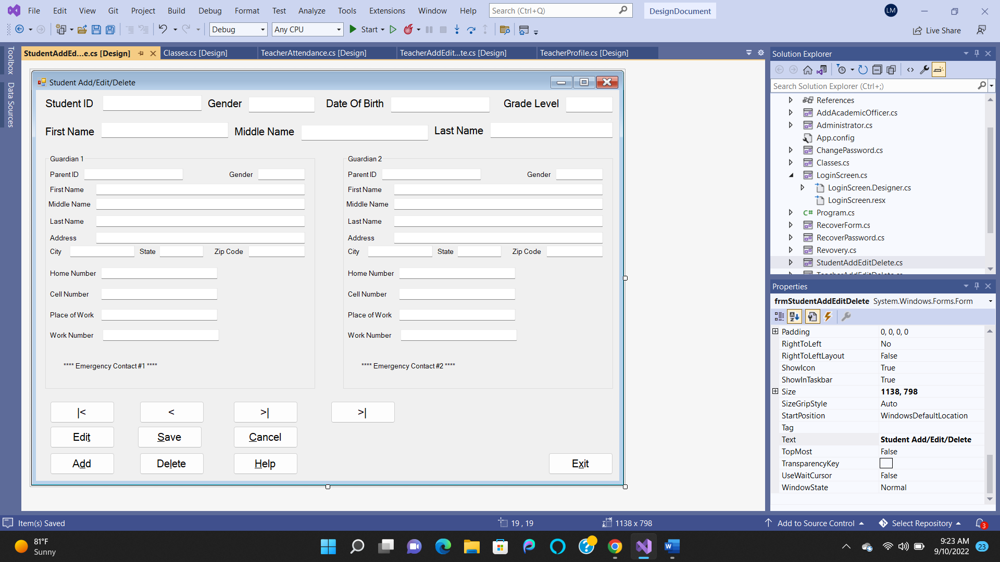 File Edit View Git Project Build Debug Format Test Analyze Tools Extensions Window Help Search (Ctrl+Q) DesignDocument LM
Debug Any CPU Start Live Share
Toolbox
Data Sources
StudentAddEd...e.cs [Design] Classes.cs [Design] TeacherAttendance.cs [Design] TeacherAddEdit...te.cs [Design] TeacherProfile.cs [Design]
Student Add/Edit/Delete
Student ID Gender Date Of Birth Grade Level
First Name Middle Name Last Name
Guardian 1
Parent ID Gender
First Name
Middle Name
Last Name
Address
City State Zip Code
Home Number
Cell Number
Place of Work
Work Number
**** Emergency Contact #1 ****
Guardian 2
Parent ID Gender
First Name
Middle Name
Last Name
Address
City State Zip Code
Home Number
Cell Number
Place of Work
Work Number
**** Emergency Contact #2 ****
|< < >| >|
Edit Save Cancel
Add Delete Help Exit
Solution Explorer
Search Solution Explorer (Ctrl+;)
References
AddAcademicOfficer.cs
Administrator.cs
App.config
ChangePassword.cs
Classes.cs
LoginScreen.cs
LoginScreen.Designer.cs
LoginScreen.resx
C# Program.cs
RecoverForm.cs
RecoverPassword.cs
Revovery.cs
StudentAddEditDelete.cs
TeacherAddEditDelete.cs
Properties
frmStudentAddEditDelete System.Windows.Forms.Form
Padding 0, 0, 0, 0
RightToLeft No
RightToLeftLayout False
ShowIcon True
ShowInTaskbar True
Size 1138, 798
SizeGripStyle Auto
StartPosition WindowsDefaultLocation
Tag
Text Student Add/Edit/Delete
TopMost False
TransparencyKey
UseWaitCursor False
WindowState Normal
Item(s) Saved 19 , 19 1138 x 798 Add to Source Control Select Repository 3
81°F
Sunny
9:23 AM
9/10/2022 23